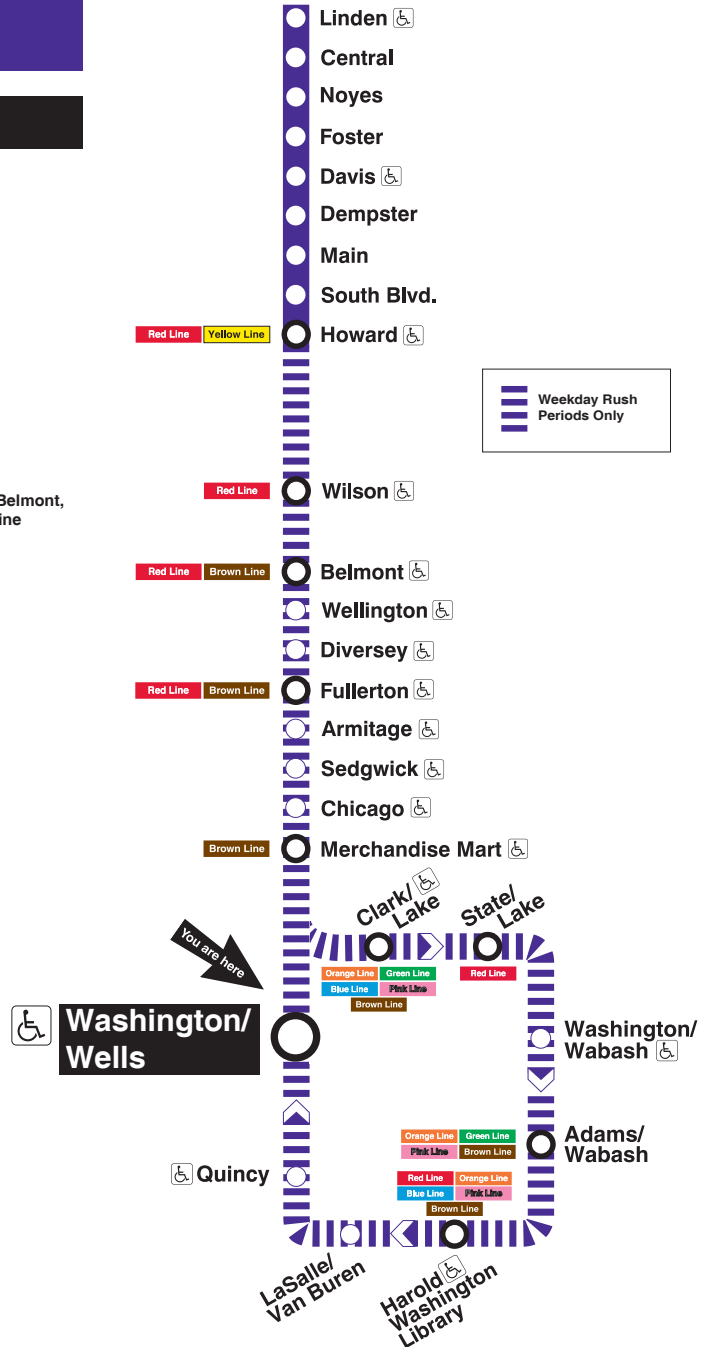 Linden
Central
Noyes
Foster
Davis
Dempster
Main
South Blvd.
Red Line Yellow Line Howard
Weekday Rush
Periods Only
Red Line Wilson
Belmont,
ine
Red Line Brown Line Belmont
Wellington
Diversey
Red Line Brown Line Fullerton
Armitage
Sedgwick
Chicago
Brown Line Merchandise Mart
Clark/
Lake
State/
Lake
You are here
Orange Line Green Line
Blue Line Pink Line
Brown Line
Red Line
Washington/
Wells
Washington/
Wabash
Orange Line Green Line
Pink Line Brown Line
Adams/
Wabash
Quincy
Red Line Orange Line
Blue Line Pink Line
Brown Line
LaSalle/
Van Buren
Harold
Washington
Library